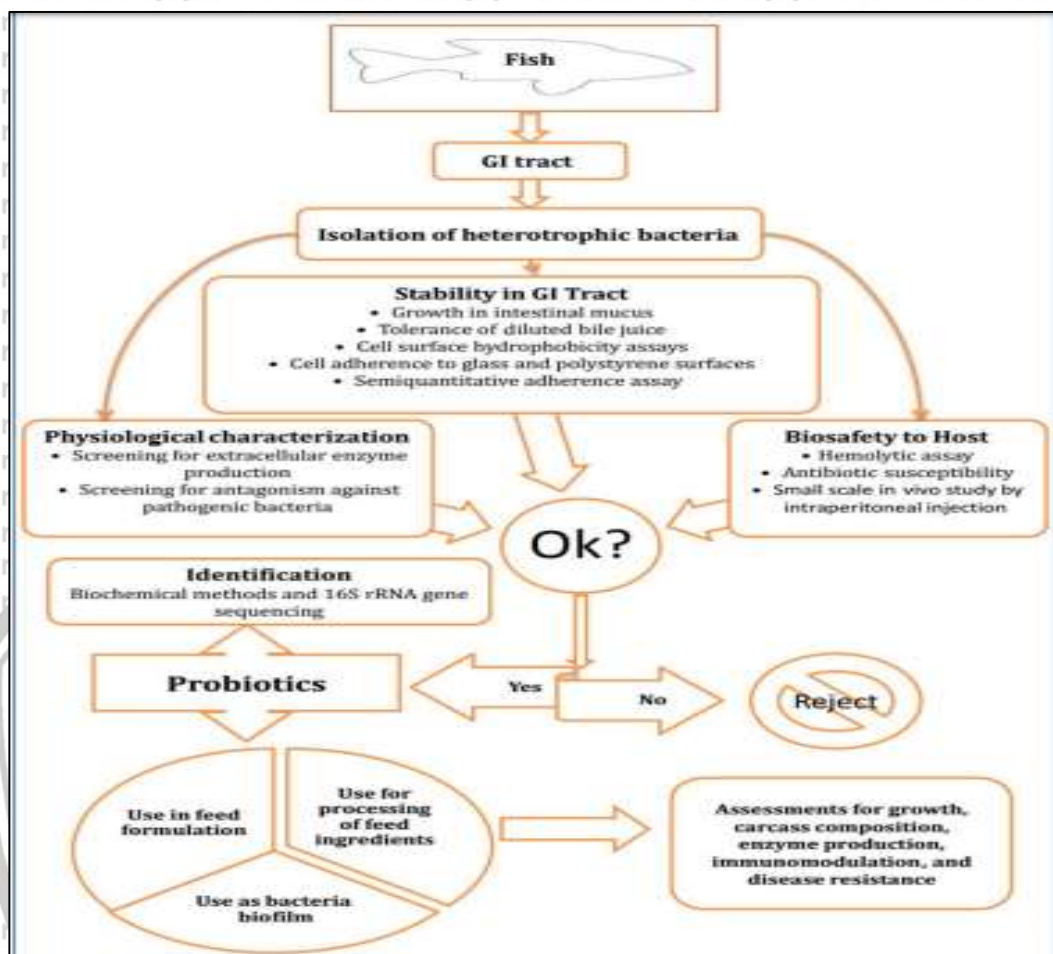 Fish
GI tract
Isolation of heterotrophic bacteria
Stability in GI Tract
• Growth in intestinal mucus
• Tolerance of diluted bile juice
• Cell surface hydrophobicity assays
• Cell adherence to glass and polystyrene surfaces
• Semiquantitative adherence assay
Physiological characterization
• Screening for extracellular enzyme
production
• Screening for antagonism against
pathogenic bacteria
Biosafety to Host
• Hemolytic assay
• Antibiotic susceptibility
• Small scale in vivo study by
intraperitoneal injection
Ok?
Identification
Biochemical methods and 16S rRNA gene
sequencing
Probiotics
Yes
No
Reject
Use in feed
formulation
Use for
processing
of feed
ingredients
Use as bacteria
biofilm
Assessments for growth,
carcass composition,
enzyme production,
immunomodulation, and
disease resistance